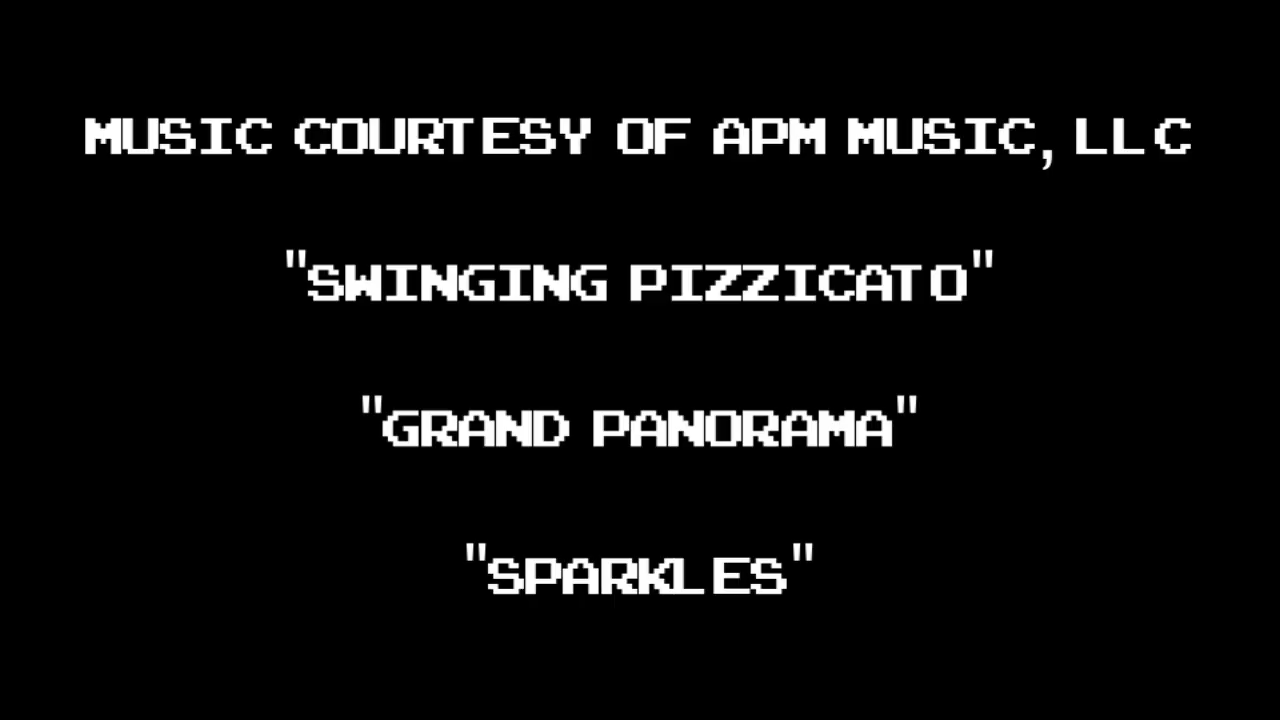 MUSIC COURTESY OF APM MUSIC, LLC
"SWINGING PIZZICATO"
"GRAND PANORAMA"
"SPARKLES"